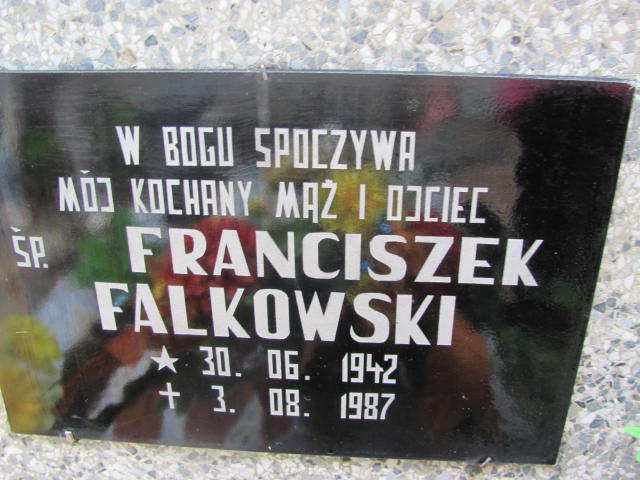 W BOGU SPOCZYWA
MÓJ KOCHANY MĄŻ I OJCIEC
ŚP. FRANCISZEK
FALKOWSKI
★ 30. 06. 1942
✝ 3. 08. 1987